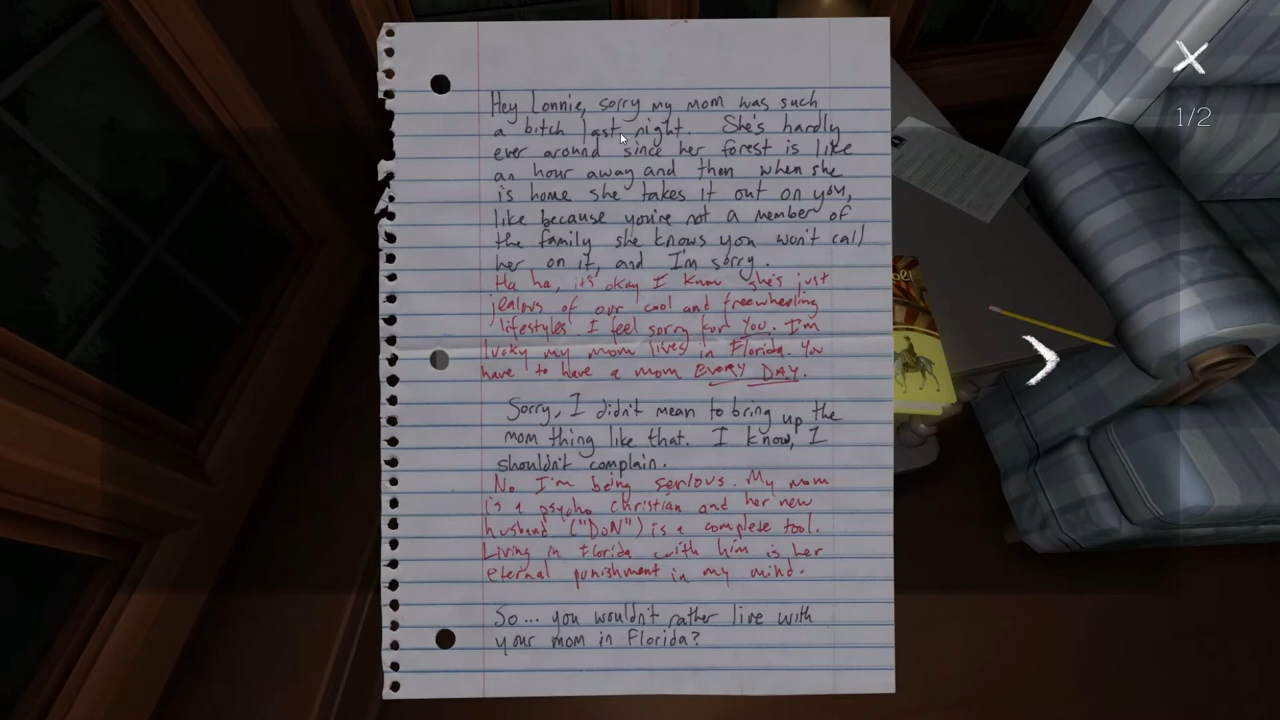 Hey Lonnie, sorry my mom was such
a bitch last night. She's hardly
ever around since her forest is like
an hour away and then when she
is home she takes it out on you,
like because you're not a member of
the family she knows you won't call
her on it, and I'm sorry.
Ha ha, it's okay I know she's just
jealous of our cool and freewheeling
lifestyles I feel sorry for you. I'm
lucky my mom lives in Florida. You
have to have a mom EVERY DAY.
Sorry, I didn't mean to bring up the
mom thing like that. I know, I
shouldn't complain.
No I'm being serious. My mom
is a psycho christian and her new
husband ("DON") is a complete tool.
Living in Florida with him is her
eternal punishment in my mind.
So... you wouldn't rather live with
your mom in Florida?
1/2